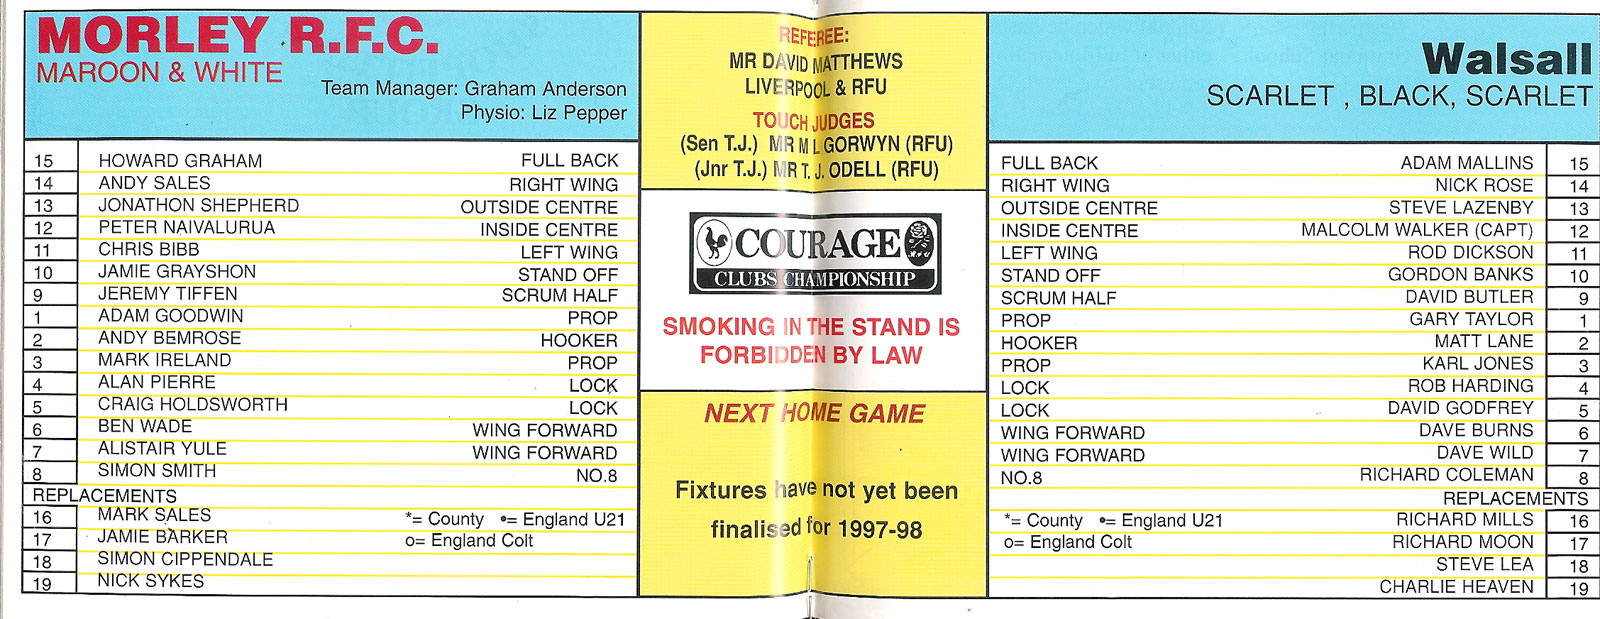 MORLEY R.F.C.
MAROON & WHITE
Team Manager: Graham Anderson
Physio: Liz Pepper
15 HOWARD GRAHAM FULL BACK
14 ANDY SALES RIGHT WING
13 JONATHON SHEPHERD OUTSIDE CENTRE
12 PETER NAIVALURUA INSIDE CENTRE
11 CHRIS BIBB LEFT WING
10 JAMIE GRAYSHON STAND OFF
9 JEREMY TIFFEN SCRUM HALF
1 ADAM GOODWIN PROP
2 ANDY BEMROSE HOOKER
3 MARK IRELAND PROP
4 ALAN PIERRE LOCK
5 CRAIG HOLDSWORTH LOCK
6 BEN WADE WING FORWARD
7 ALISTAIR YULE WING FORWARD
8 SIMON SMITH NO.8
REPLACEMENTS
16 MARK SALES *= County •= England U21
17 JAMIE BARKER o= England Colt
18 SIMON CIPPENDALE
19 NICK SYKES
REFEREE:
MR DAVID MATTHEWS
LIVERPOOL & RFU
TOUCH JUDGES
(Sen T.J.) MR M L GORWYN (RFU)
(Jnr T.J.) MR T. J. ODELL (RFU)
COURAGE
CLUBS CHAMPIONSHIP
SMOKING IN THE STAND IS
FORBIDDEN BY LAW
NEXT HOME GAME
Fixtures have not yet been
finalised for 1997-98
Walsall
SCARLET , BLACK, SCARLET
FULL BACK ADAM MALLINS 15
RIGHT WING NICK ROSE 14
OUTSIDE CENTRE STEVE LAZENBY 13
INSIDE CENTRE MALCOLM WALKER (CAPT) 12
LEFT WING ROD DICKSON 11
STAND OFF GORDON BANKS 10
SCRUM HALF DAVID BUTLER 9
PROP GARY TAYLOR 1
HOOKER MATT LANE 2
PROP KARL JONES 3
LOCK ROB HARDING 4
LOCK DAVID GODFREY 5
WING FORWARD DAVE BURNS 6
WING FORWARD DAVE WILD 7
NO.8 RICHARD COLEMAN 8
REPLACEMENTS
*= County •= England U21 RICHARD MILLS 16
o= England Colt RICHARD MOON 17
STEVE LEA 18
CHARLIE HEAVEN 19